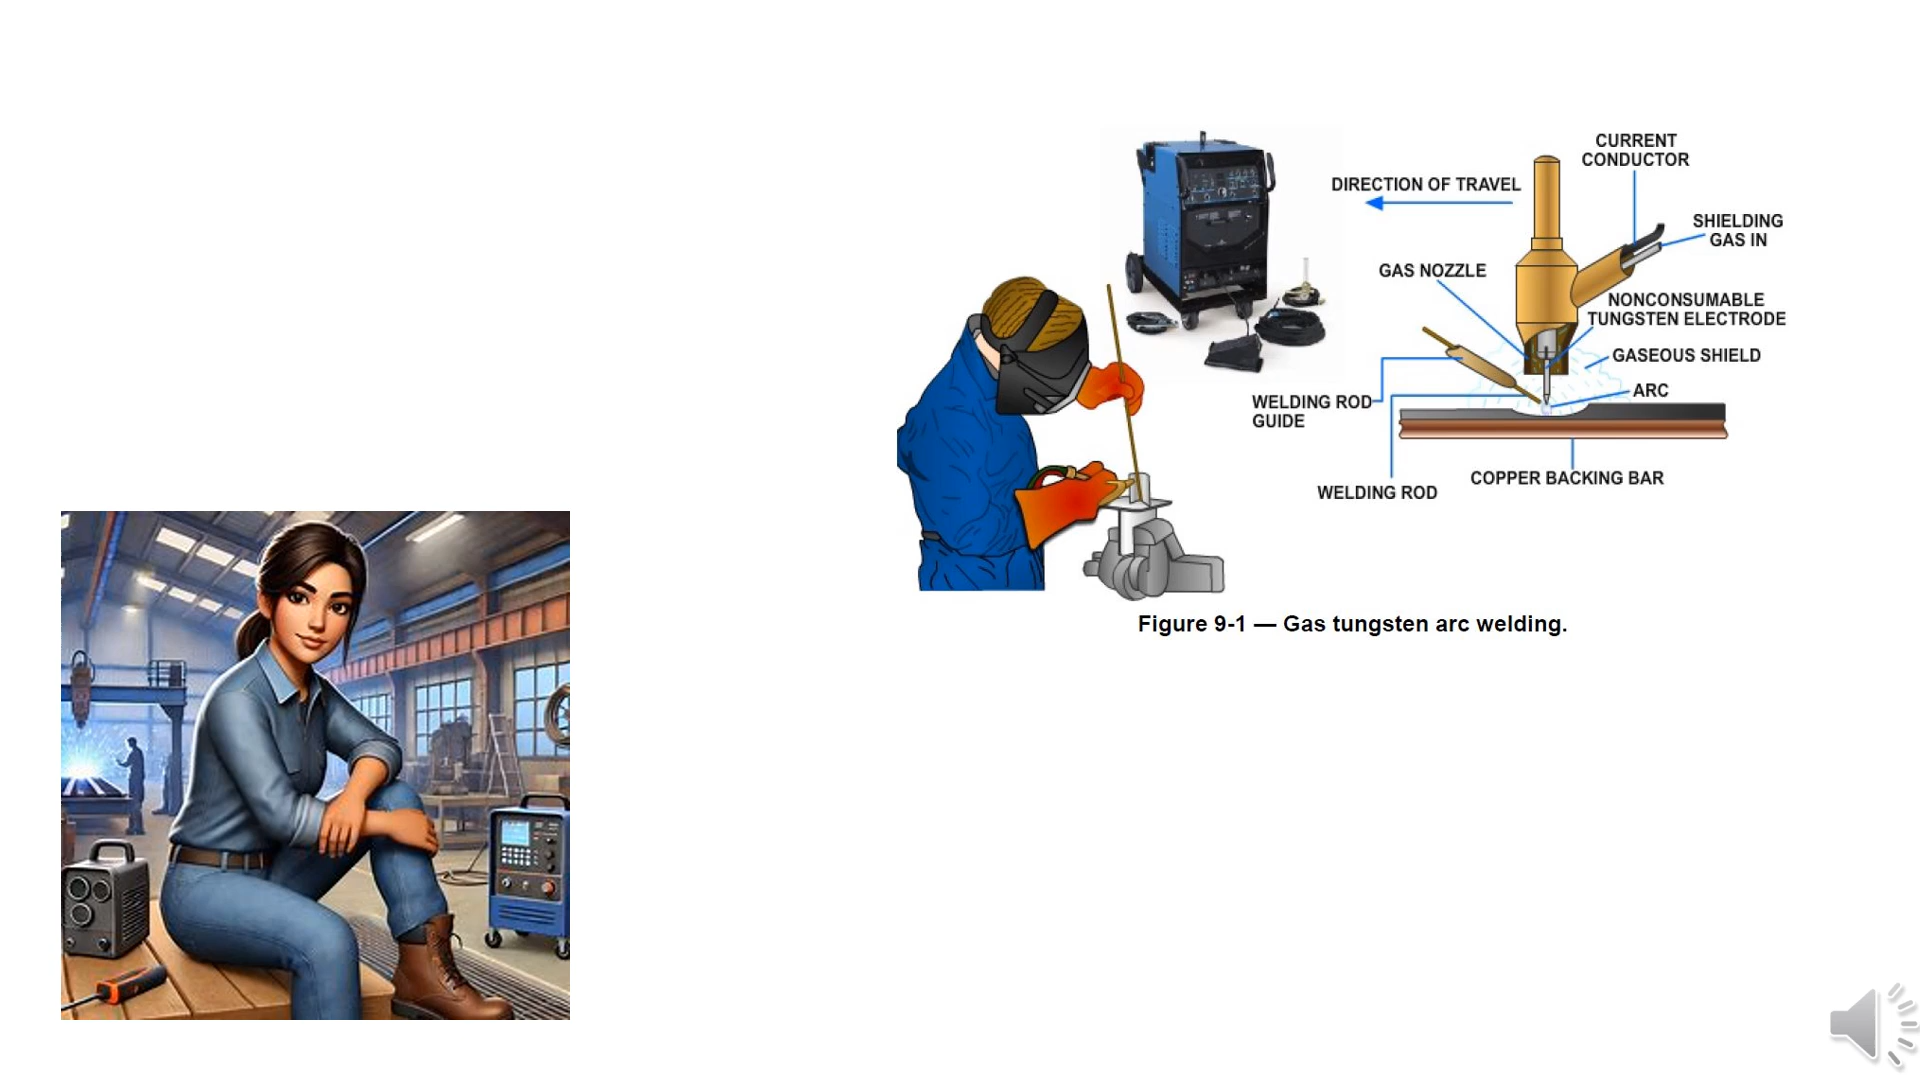 CURRENT
CONDUCTOR
DIRECTION OF TRAVEL
SHIELDING
GAS IN
GAS NOZZLE
NONCONSUMABLE
TUNGSTEN ELECTRODE
GASEOUS SHIELD
ARC
WELDING ROD
GUIDE
COPPER BACKING BAR
WELDING ROD
Figure 9-1 — Gas tungsten arc welding.